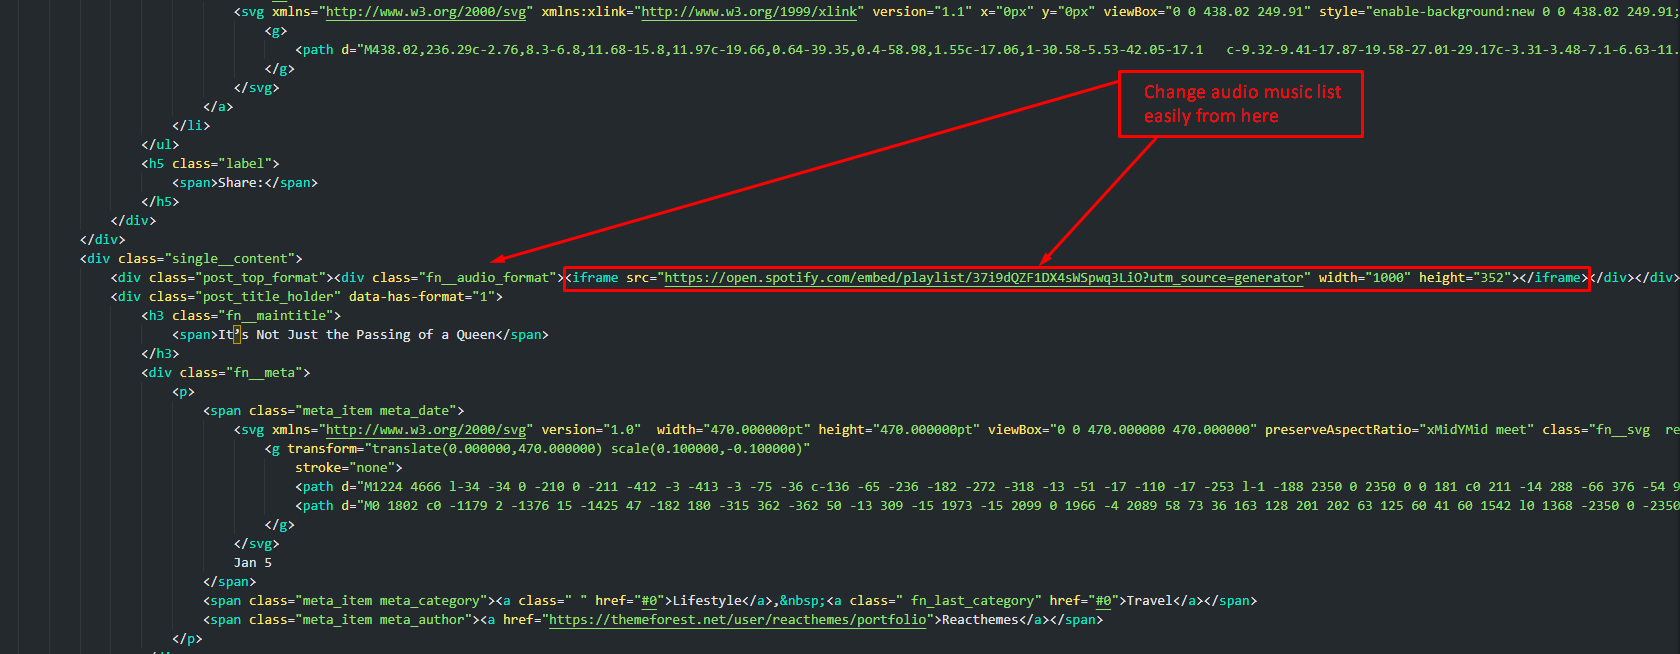 <svg xmlns="http://www.w3.org/2000/svg" xmlns:xlink="http://www.w3.org/1999/xlink" version="1.1" x="0px" y="0px" viewBox="0 0 438.02 249.91" style="enable-background:new 0 0 438.02 249.91;
<g>
<path d="M438.02,236.29c-2.76,8.3-6.8,11.68-15.8,11.97c-19.66,0.64-39.35,0.4-58.98,1.55c-17.06,1-30.58-5.53-42.05-17.1   c-9.32-9.41-17.87-19.58-27.01-29.17c-3.31-3.48-7.1-6.63-11.
</g>
</svg>
</a>
</li>
</ul>
<h5 class="label">
<span>Share:</span>
</h5>
</div>
</div>
Change audio music list
easily from here
<div class="single__content">
<div class="post_top_format"><div class="fn__audio_format"><iframe src="https://open.spotify.com/embed/playlist/37i9dQZF1DX4sWSpwq3LiO?utm_source=generator" width="1000" height="352"></iframe></div></div>
<div class="post_title_holder" data-has-format="1">
<h3 class="fn__maintitle">
<span>It’s Not Just the Passing of a Queen</span>
</h3>
<div class="fn__meta">
<p>
<span class="meta_item meta_date">
<svg xmlns="http://www.w3.org/2000/svg" version="1.0"  width="470.000000pt" height="470.000000pt" viewBox="0 0 470.000000 470.000000" preserveAspectRatio="xMidYMid meet" class="fn__svg  re
<g transform="translate(0.000000,470.000000) scale(0.100000,-0.100000)"
stroke="none">
<path d="M1224 4666 l-34 -34 0 -210 0 -211 -412 -3 -413 -3 -75 -36 c-136 -65 -236 -182 -272 -318 -13 -51 -17 -110 -17 -253 l-1 -188 2350 0 2350 0 0 181 c0 211 -14 288 -66 376 -54 9
<path d="M0 1802 c0 -1179 2 -1376 15 -1425 47 -182 180 -315 362 -362 50 -13 309 -15 1973 -15 2099 0 1966 -4 2089 58 73 36 163 128 201 202 63 125 60 41 60 1542 l0 1368 -2350 0 -2350
</g>
</svg>
Jan 5
</span>
<span class="meta_item meta_category"><a class=" " href="#0">Lifestyle</a>,&nbsp;<a class=" fn_last_category" href="#0">Travel</a></span>
<span class="meta_item meta_author"><a href="https://themeforest.net/user/reacthemes/portfolio">Reacthemes</a></span>
</p>